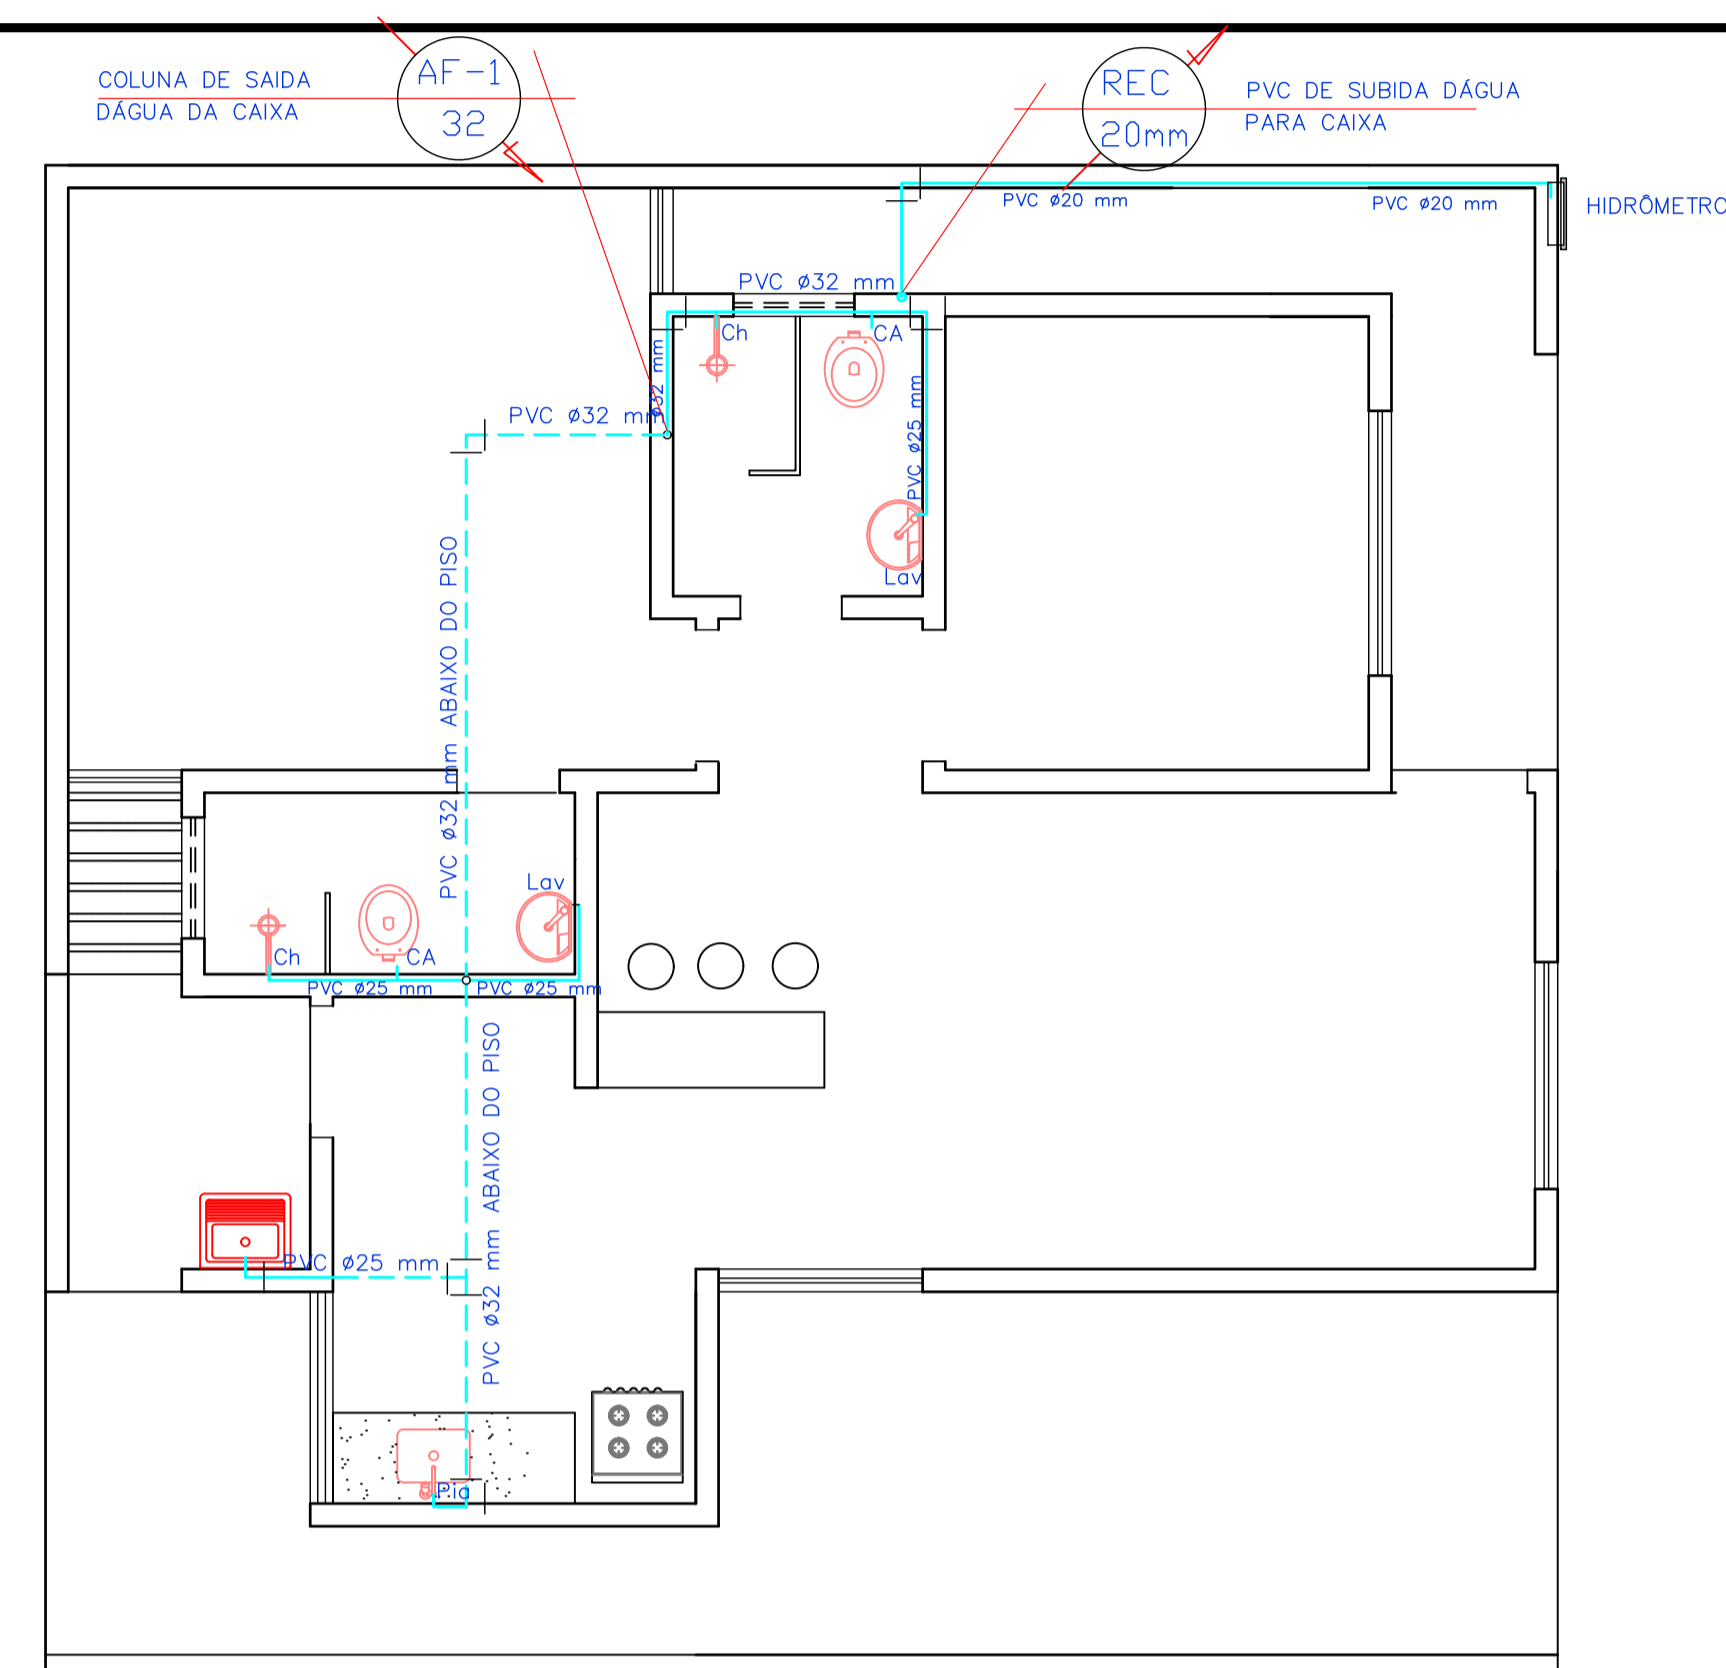 COLUNA DE SAIDA
DÁGUA DA CAIXA
AF-1
32
REC
20mm
PVC DE SUBIDA DÁGUA
PARA CAIXA
PVC ø20 mm
PVC ø20 mm
HIDRÔMETRO
PVC ø32 mm
Ch
CA
ø32 mm
PVC ø32 mm
PVC ø25 mm
Lav
PVC ø32 mm ABAIXO DO PISO
Lav
Ch
CA
PVC ø25 mm
PVC ø25 mm
PVC ø32 mm ABAIXO DO PISO
PVC ø25 mm
Pia